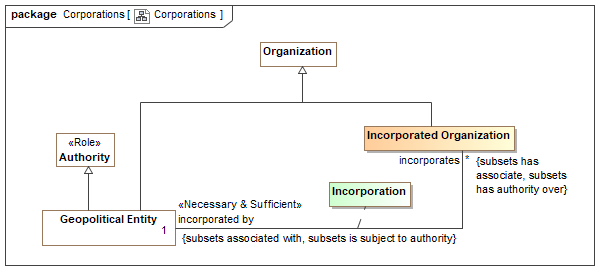 package Corporations [ Corporations ]
Organization
«Role»
Authority
Incorporated Organization
incorporates * {subsets has
associate, subsets
has authority over}
Incorporation
«Necessary & Sufficient»
incorporated by
Geopolitical Entity
1
{subsets associated with, subsets is subject to authority}